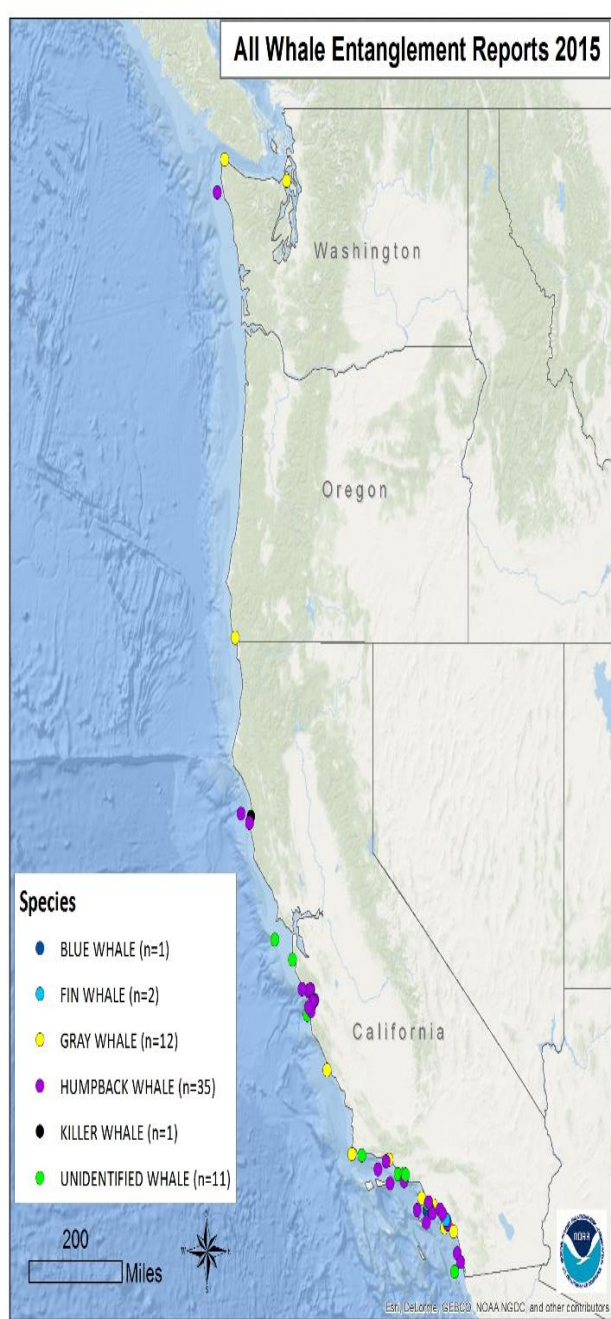 All Whale Entanglement Reports 2015
Washington
Oregon
California
Species
BLUE WHALE (n=1)
FIN WHALE (n=2)
GRAY WHALE (n=12)
HUMPBACK WHALE (n=35)
KILLER WHALE (n=1)
UNIDENTIFIED WHALE (n=11)
200
Miles
NOAA
Esri, DeLorme, GEBCO, NOAA NGDC, and other contributors